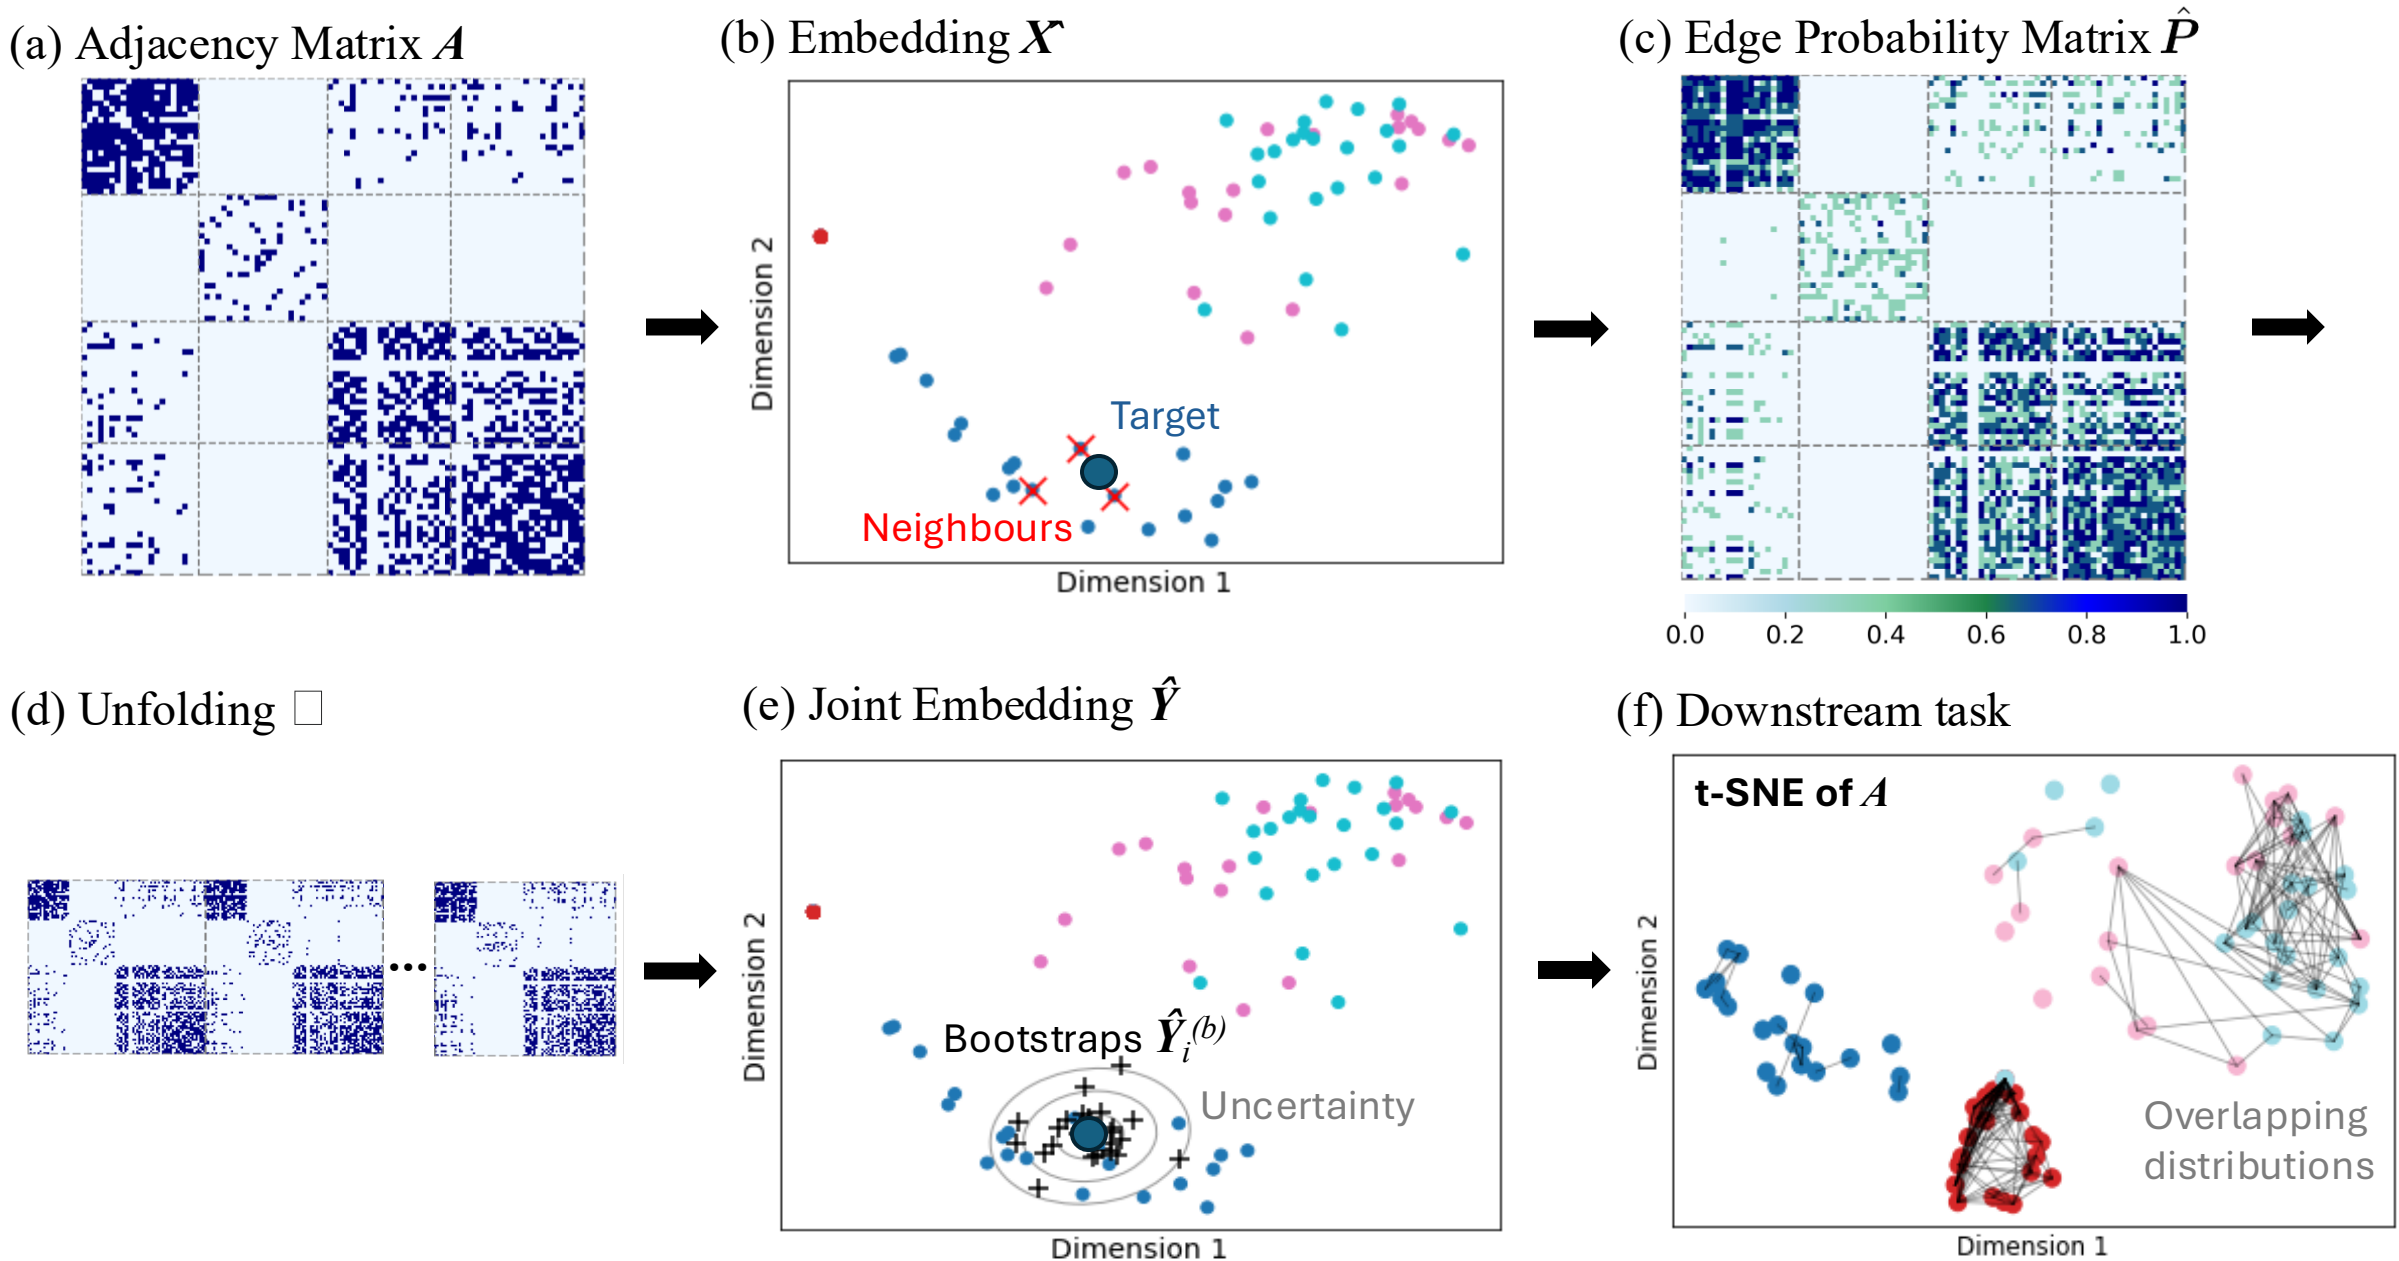 (a) Adjacency Matrix A
(b) Embedding X̂
(c) Edge Probability Matrix P̂
Dimension 2
Target
Neighbours
Dimension 1
0.0 0.2 0.4 0.6 0.8 1.0
(d) Unfolding □
(e) Joint Embedding Ŷ
(f) Downstream task
...
Dimension 2
Bootstraps Ŷᵢ⁽ᵇ⁾
Uncertainty
Dimension 1
t-SNE of A
Dimension 2
Overlapping
distributions
Dimension 1